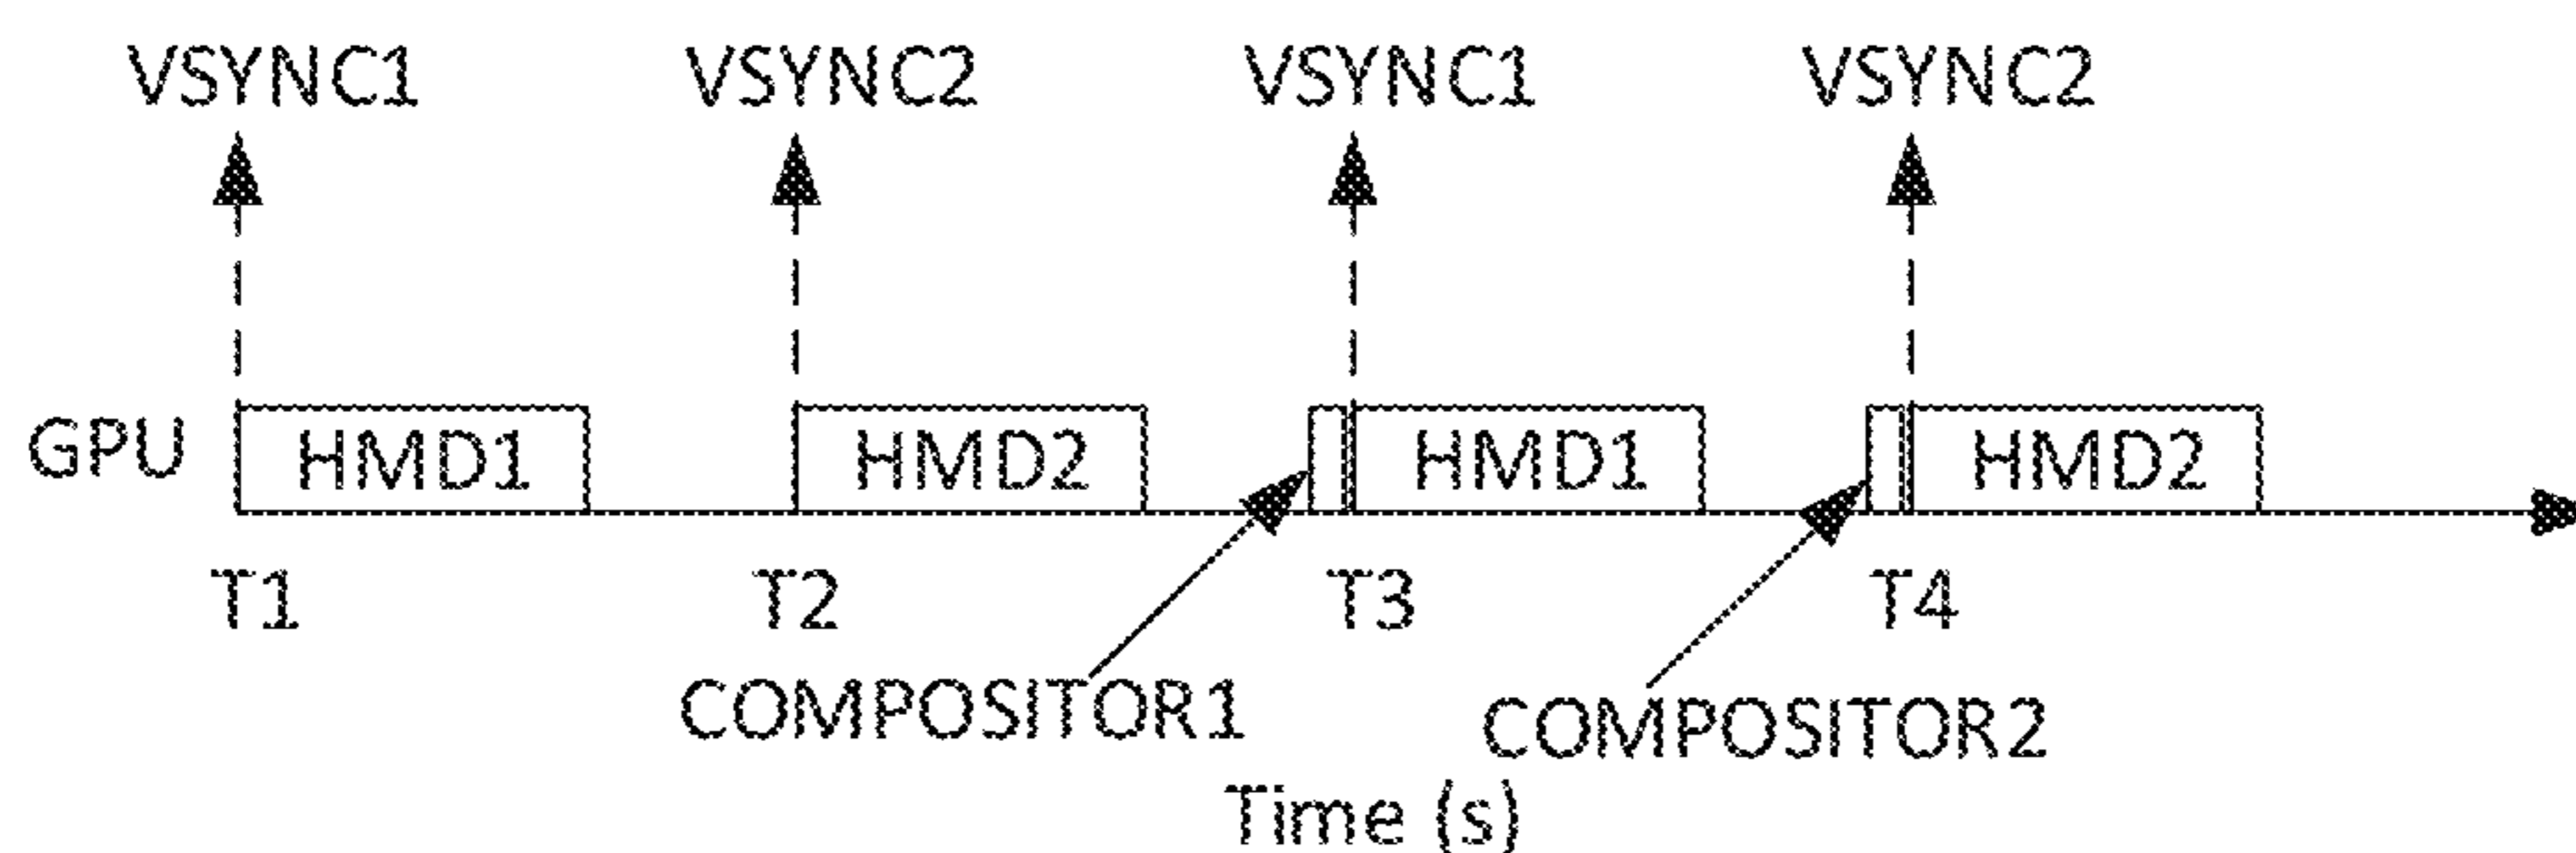 VSYNC1 VSYNC2 VSYNC1 VSYNC2
GPU HMD1 HMD2 HMD1 HMD2
T1 T2 T3 T4
COMPOSITOR1 COMPOSITOR2
Time (s)